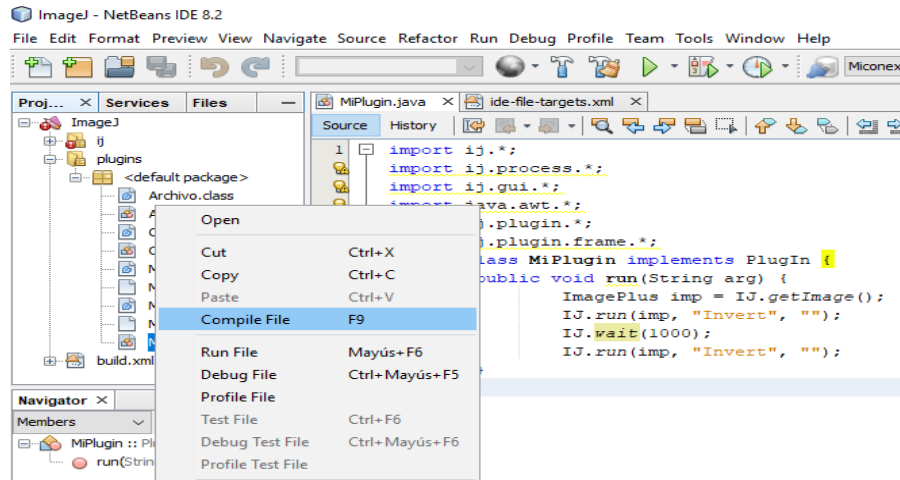 ImageJ - NetBeans IDE 8.2
File Edit Format Preview View Navigate Source Refactor Run Debug Profile Team Tools Window Help
Miconex
Proj... × Services Files —
MiPlugin.java × ide-file-targets.xml ×
Source History
ImageJ
ij
plugins
<default package>
Archivo.class
build.xml
Open
Cut Ctrl+X
Copy Ctrl+C
Paste Ctrl+V
Compile File F9
Run File Mayús+F6
Debug File Ctrl+Mayús+F5
Profile File
Test File Ctrl+F6
Debug Test File Ctrl+Mayús+F6
Profile Test File
Navigator ×
Members
MiPlugin :: Pl
run(Strin
1 import ij.*;
import ij.process.*;
import ij.gui.*;
import java.awt.*;
j.plugin.*;
j.plugin.frame.*;
lass MiPlugin implements PlugIn {
public void run(String arg) {
ImagePlus imp = IJ.getImage();
IJ.run(imp, "Invert", "");
IJ.wait(1000);
IJ.run(imp, "Invert", "");
}